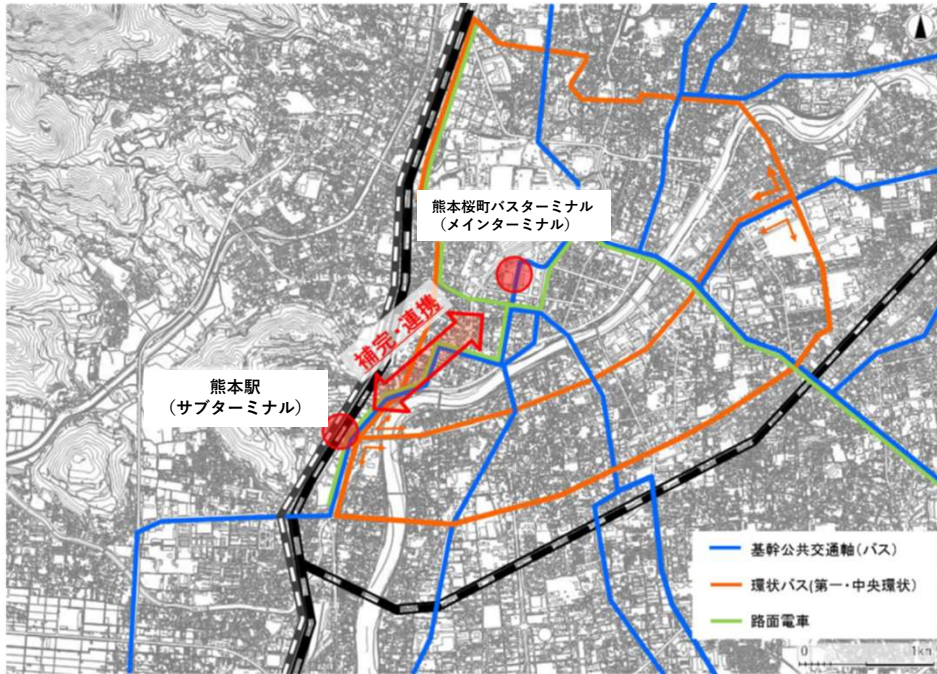 熊本桜町バスターミナル
（メインターミナル）
補完・連携
熊本駅
（サブターミナル）
基幹公共交通軸(バス)
環状バス(第一・中央環状)
路面電車
0 1km